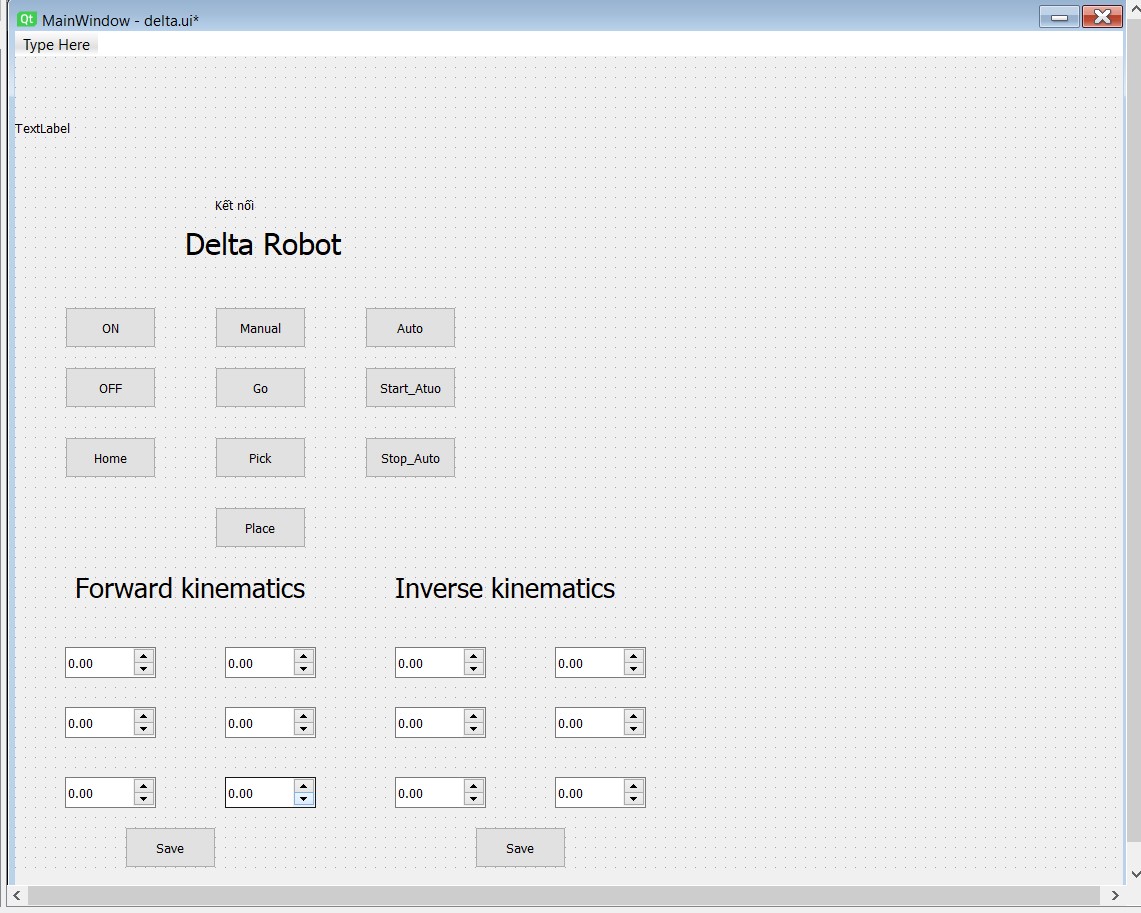 Qt MainWindow - delta.ui*
Type Here
TextLabel
Kết nối
Delta Robot
ON Manual Auto
OFF Go Start_Atuo
Home Pick Stop_Auto
Place
Forward kinematics Inverse kinematics
0.00 0.00 0.00 0.00
0.00 0.00 0.00 0.00
0.00 0.00 0.00 0.00
Save Save